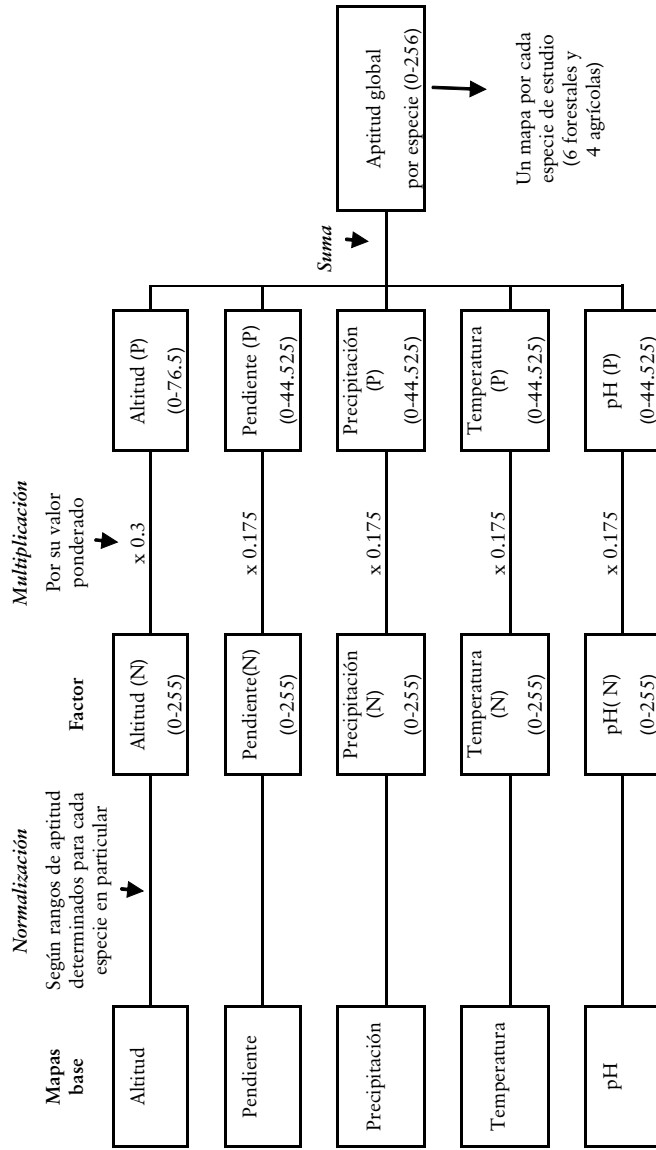 Mapas
base
Normalización
Según rangos de aptitud
determinados para cada
especie en particular
Factor
Multiplicación
Por su valor
ponderado
Altitud
Altitud (N)
(0-255)
x 0.3
Altitud (P)
(0-76.5)
Pendiente
Pendiente(N)
(0-255)
x 0.175
Pendiente (P)
(0-44.525)
Precipitación
Precipitación
(N)
(0-255)
x 0.175
Precipitación
(P)
(0-44.525)
Temperatura
Temperatura
(N)
(0-255)
x 0.175
Temperatura
(P)
(0-44.525)
pH
pH( N)
(0-255)
x 0.175
pH (P)
(0-44.525)
Suma
Aptitud global
por especie (0-256)
Un mapa por cada
especie de estudio
(6 forestales y
4 agrícolas)